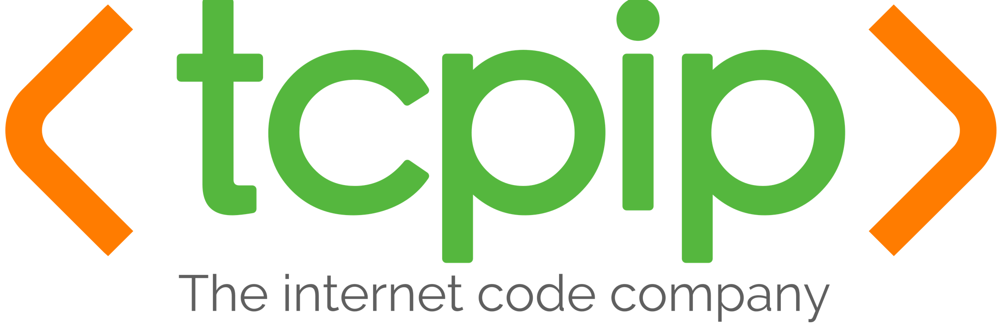 <tcpip>
The internet code company